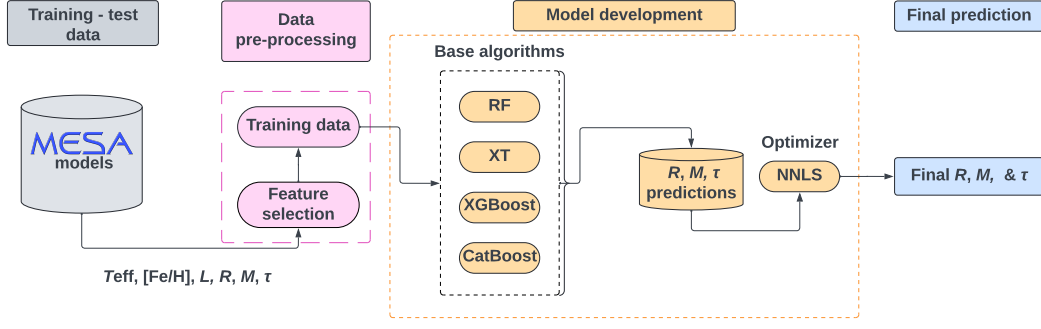 Training - test
data
Data
pre-processing
Model development
Final prediction
Base algorithms
MESA
models
Training data
Feature
selection
Teff, [Fe/H], L, R, M, τ
RF
XT
XGBoost
CatBoost
R, M, τ
predictions
Optimizer
NNLS
Final R, M, & τ